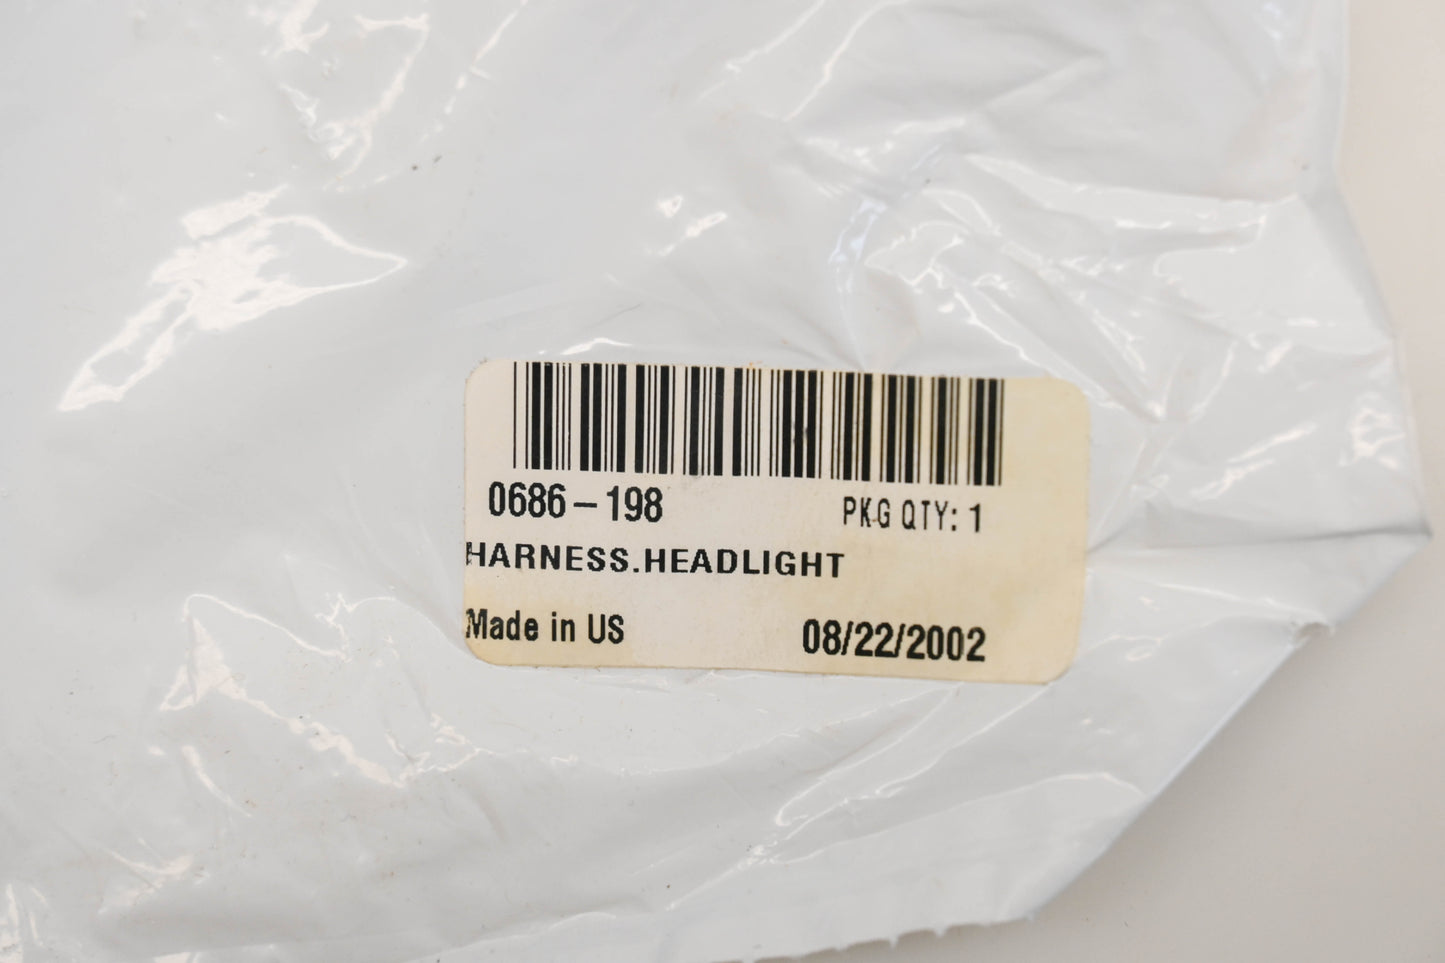 0686-198 PKG QTY: 1
HARNESS.HEADLIGHT
Made in US 08/22/2002